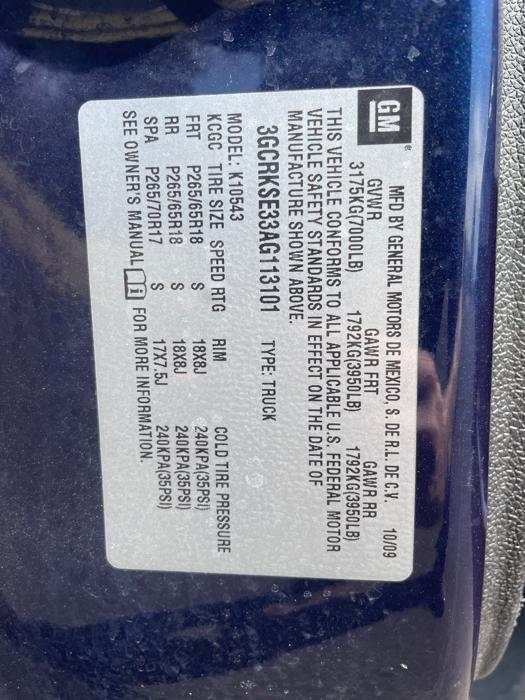 GM
MFD BY GENERAL MOTORS DE MEXICO, S. DE R.L. DE C.V. 10/09
GVWR GAWR FRT GAWR RR
3175KG(7000LB) 1792KG(3950LB) 1792KG(3950LB)
THIS VEHICLE CONFORMS TO ALL APPLICABLE U.S. FEDERAL MOTOR
VEHICLE SAFETY STANDARDS IN EFFECT ON THE DATE OF
MANUFACTURE SHOWN ABOVE.
3GCRKSE33AG113101 TYPE: TRUCK
MODEL: K10543
KCGC TIRE SIZE SPEED RTG RIM COLD TIRE PRESSURE
FRT P265/65R18 S 18X8J 240KPA(35PSI)
RR P265/65R18 S 18X8J 240KPA(35PSI)
SPA P265/70R17 S 17X7.5J 240KPA(35PSI)
SEE OWNER'S MANUAL FOR MORE INFORMATION.